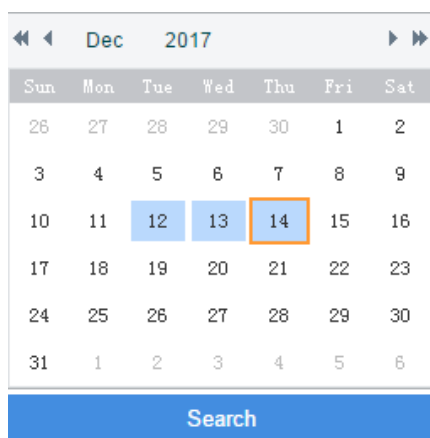 Dec 2017
Sun Mon Tue Wed Thu Fri Sat
26 27 28 29 30 1 2
3 4 5 6 7 8 9
10 11 12 13 14 15 16
17 18 19 20 21 22 23
24 25 26 27 28 29 30
31 1 2 3 4 5 6
Search